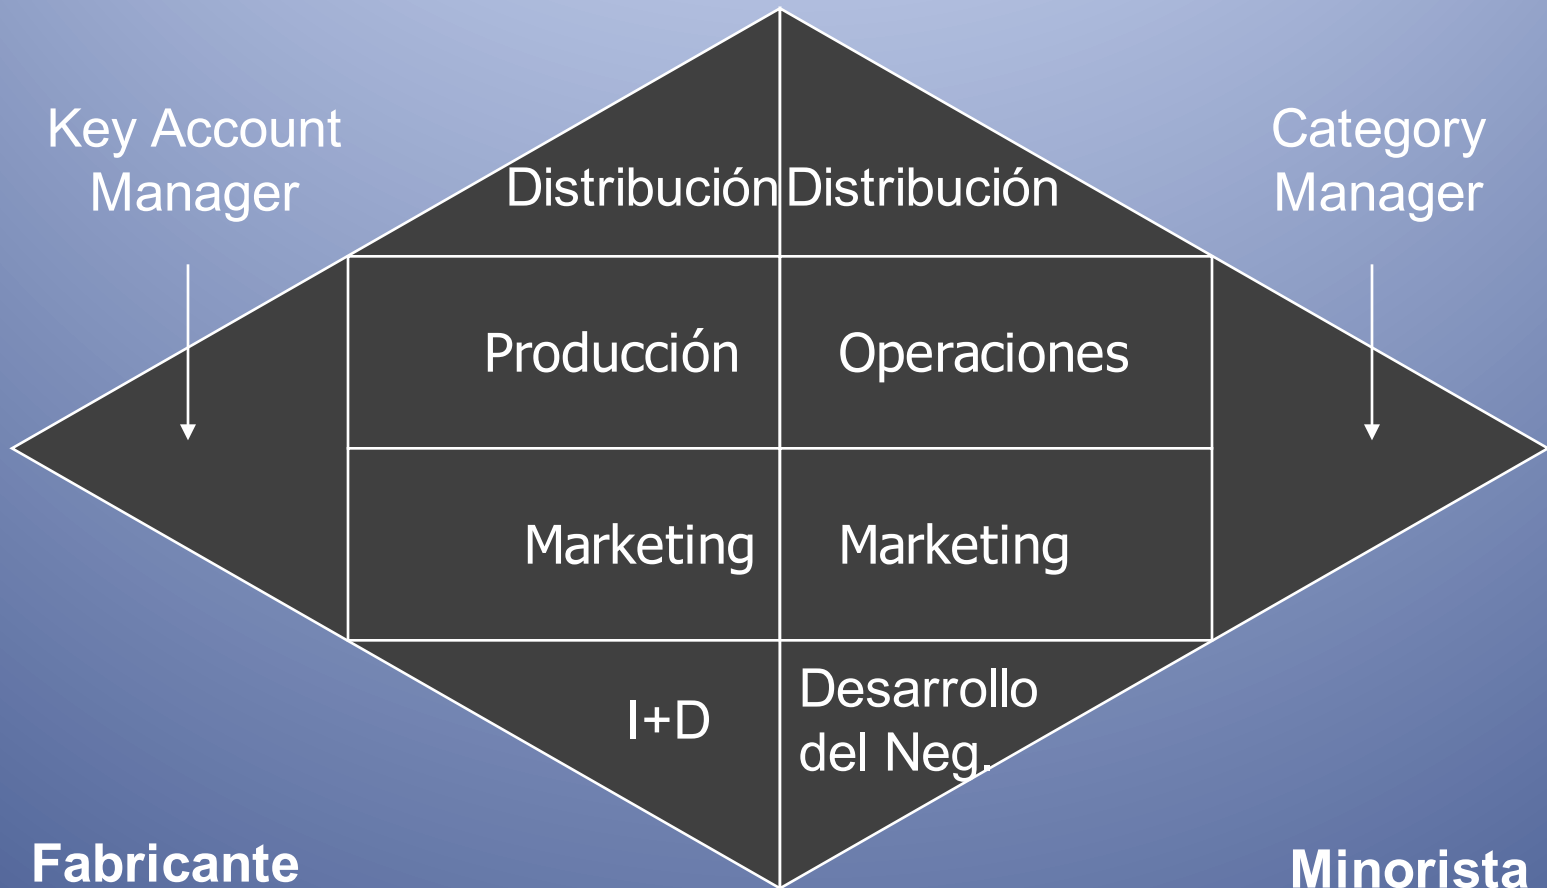 Key Account
Manager
Category
Manager
Distribución
Distribución
Producción
Operaciones
Marketing
Marketing
I+D
Desarrollo
del Neg.
Fabricante
Minorista